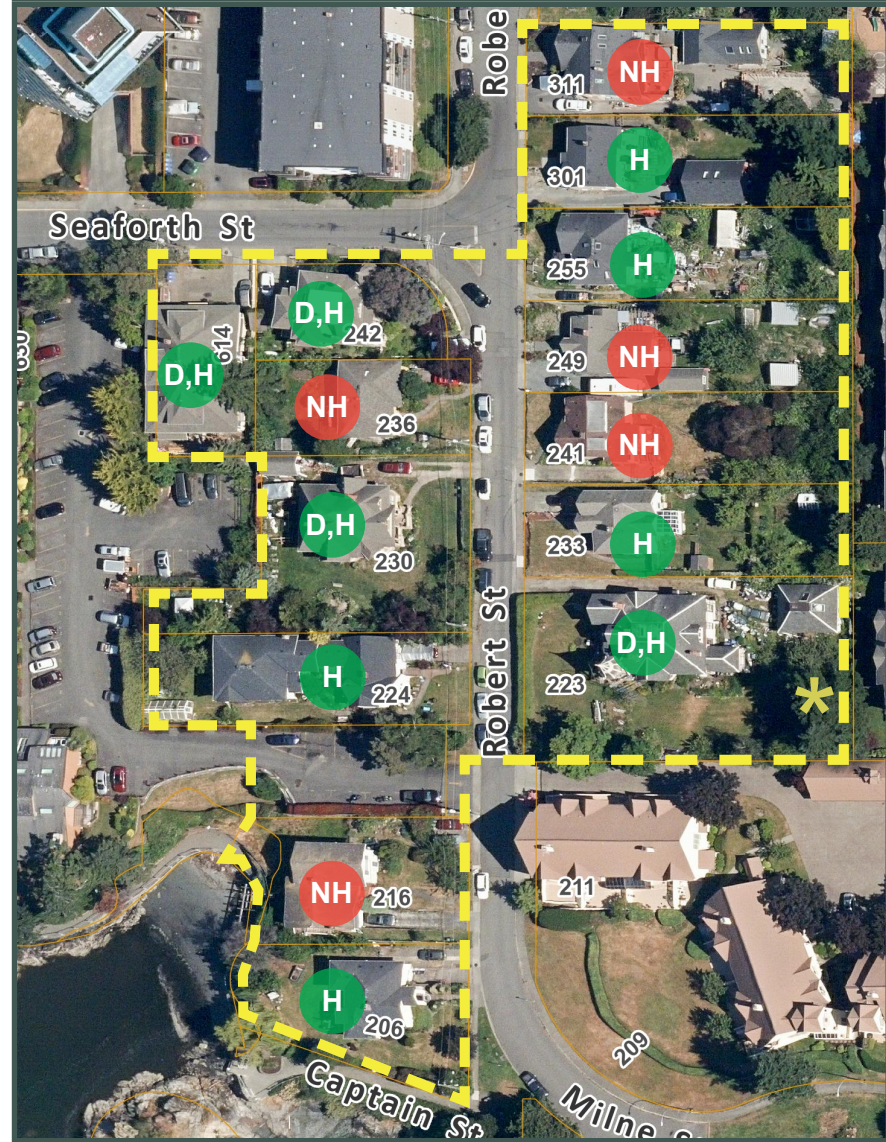 Robe
311
NH
301
H
Seaforth St
255
H
D,H
242
614
D,H
249
NH
650
NH
236
241
NH
D,H
230
233
H
D,H
223
H
224
Robert St
*
NH
216
211
H
206
209
Captain St
Milne S